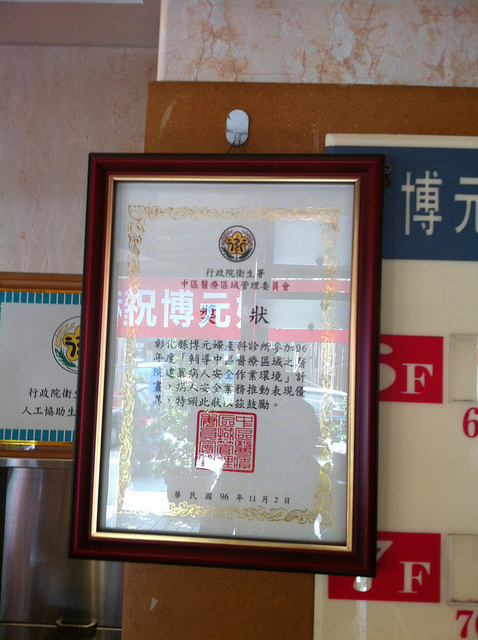 博元
行政院衛生署
中區醫療區域管理委員會
祝博元
獎狀
彰化縣博元婦產科診所參加96
年度「輔導中區醫療區域之醫
院建置病人安全作業環境」計
畫，病人安全業務推動表現優
異，特頒此狀以茲鼓勵。
華民國96年11月2日
行政院衛生
人工協助生
F
6
7F
7